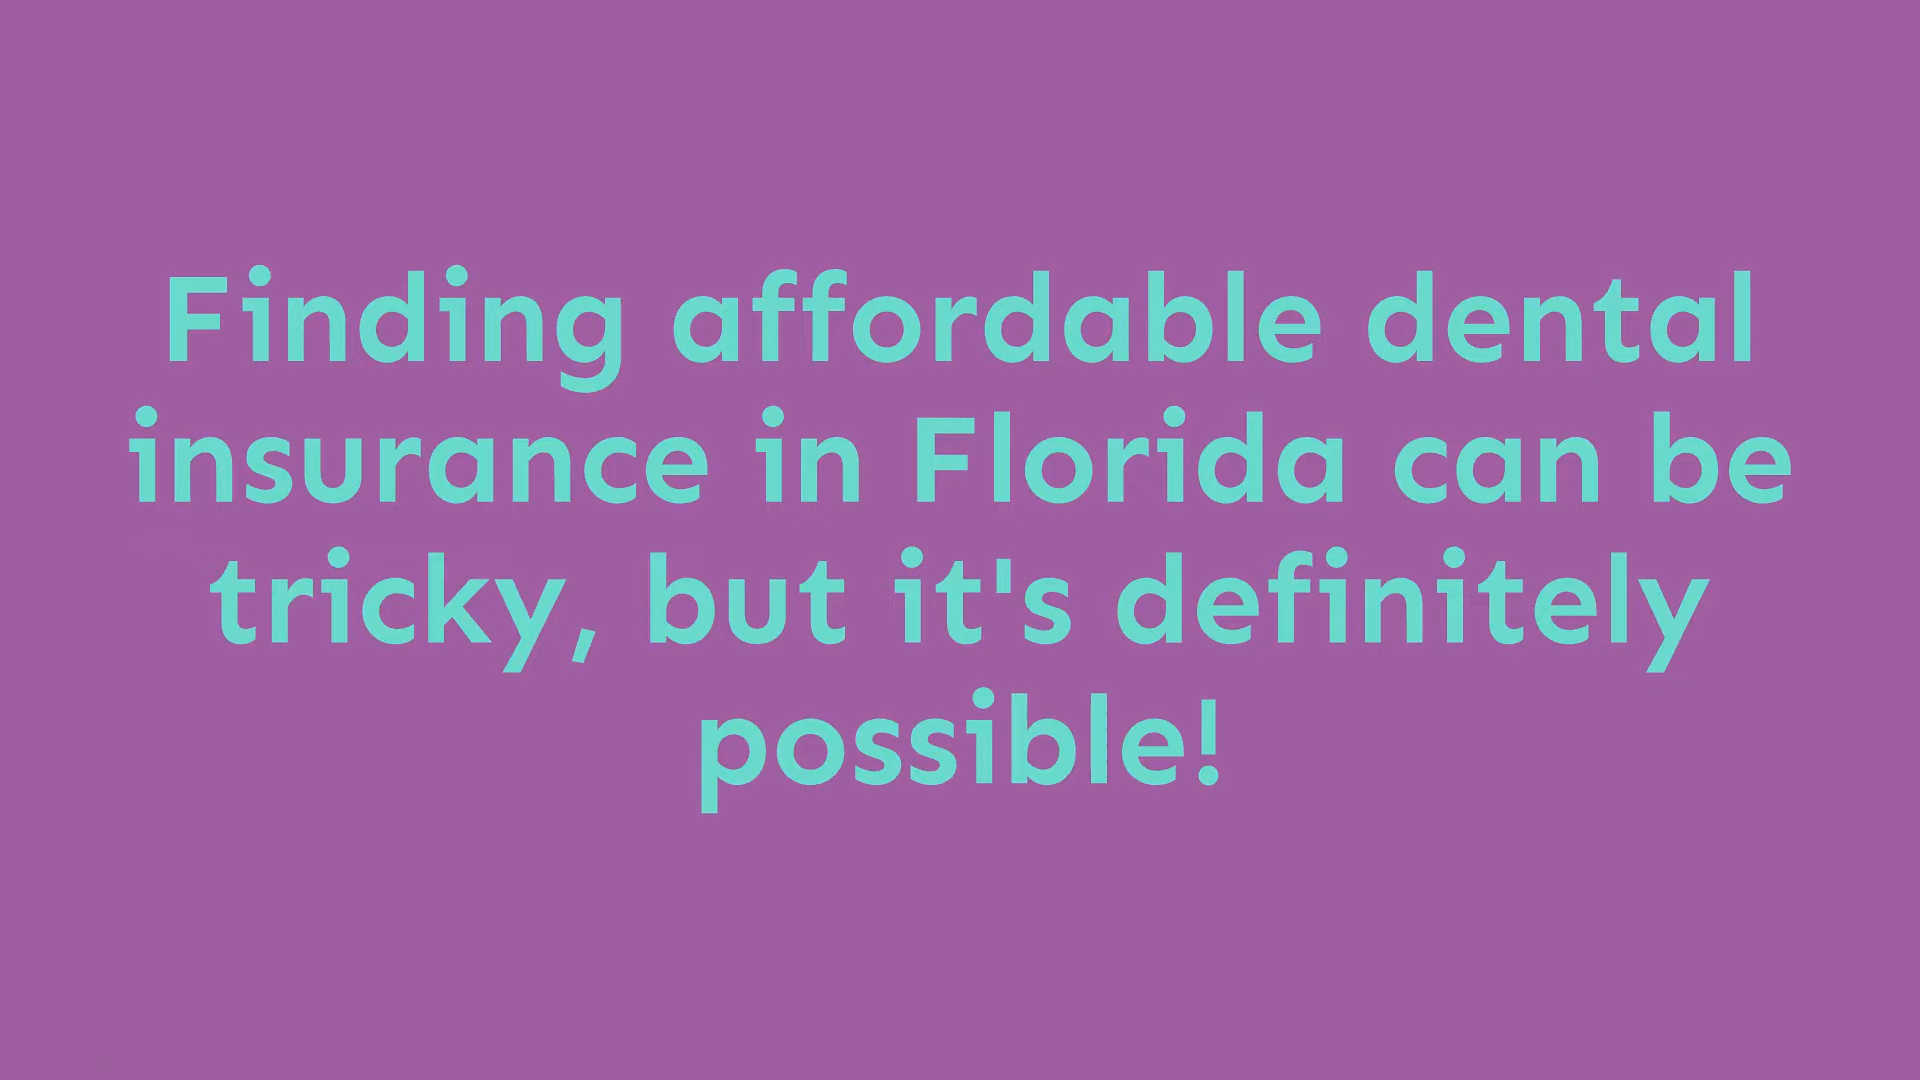 Finding affordable dental
insurance in Florida can be
tricky, but it's definitely
possible!